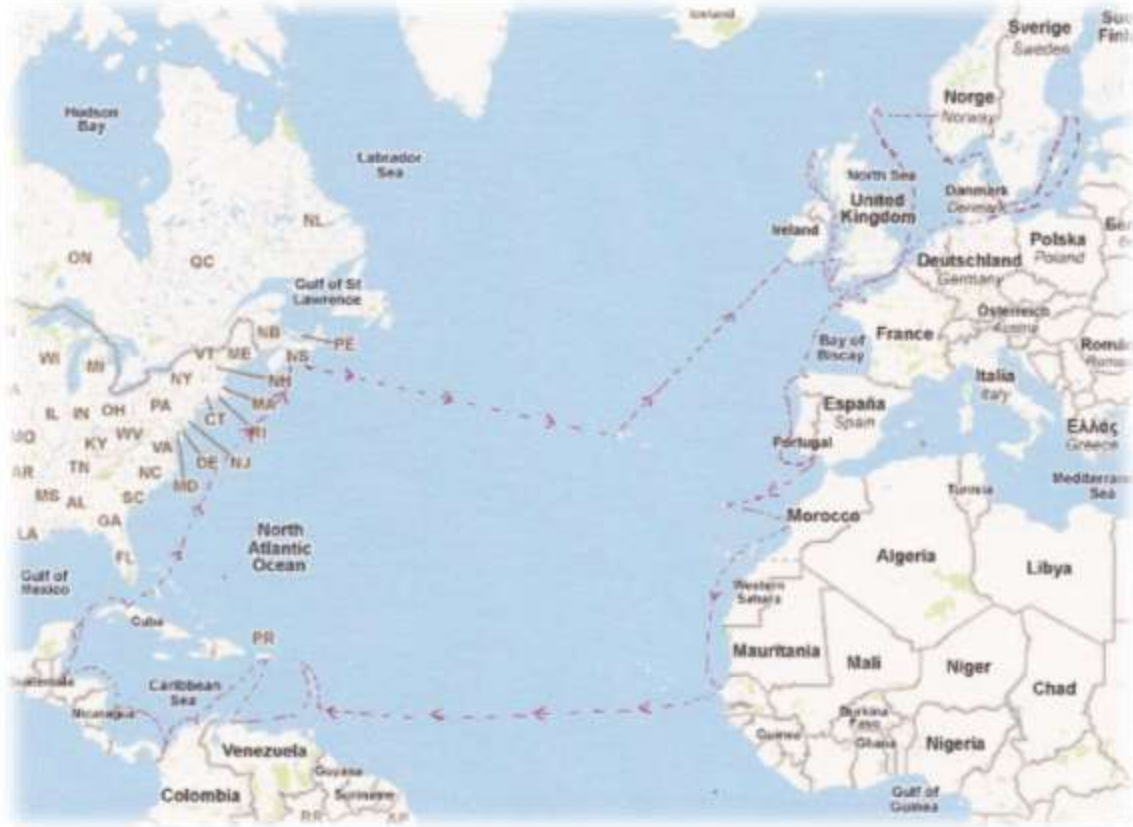 Iceland
Sverige
Sweden
Norge
Norway
Hudson
Bay
Labrador
Sea
North Sea
United
Kingdom
Danmark
Denmark
Ireland
NL
ON
QC
Polska
Poland
Deutschland
Germany
Gulf of St
Lawrence
Österreich
Austria
NB
PE
France
VT
ME
NS
WI
MI
Bay of
Biscay
Italia
Italy
NY
NH
MA
IL
IN
OH
PA
CT
RI
España
Spain
Ελλάς
Greece
Portugal
KY
WV
VA
DE
NJ
MD
TN
NC
AR
Tunisia
Sea
MS
AL
SC
GA
Morocco
LA
FL
North
Atlantic
Ocean
Algeria
Libya
Gulf of
Western
Sahara
Cuba
PR
Mauritania
Mali
Niger
Chad
Guatemala
Caribbean
Sea
Nicaragua
Burkina
Faso
Guinea
Ghana
Nigeria
Venezuela
Guyana
Suriname
Colombia
RR
AP
Gulf of
Guinea